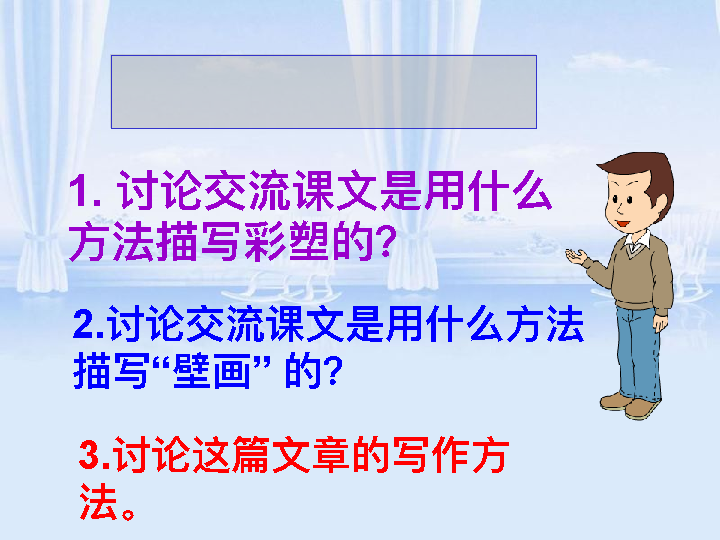 1. 讨论交流课文是用什么
方法描写彩塑的?
2.讨论交流课文是用什么方法
描写“壁画” 的?
3.讨论这篇文章的写作方
法。